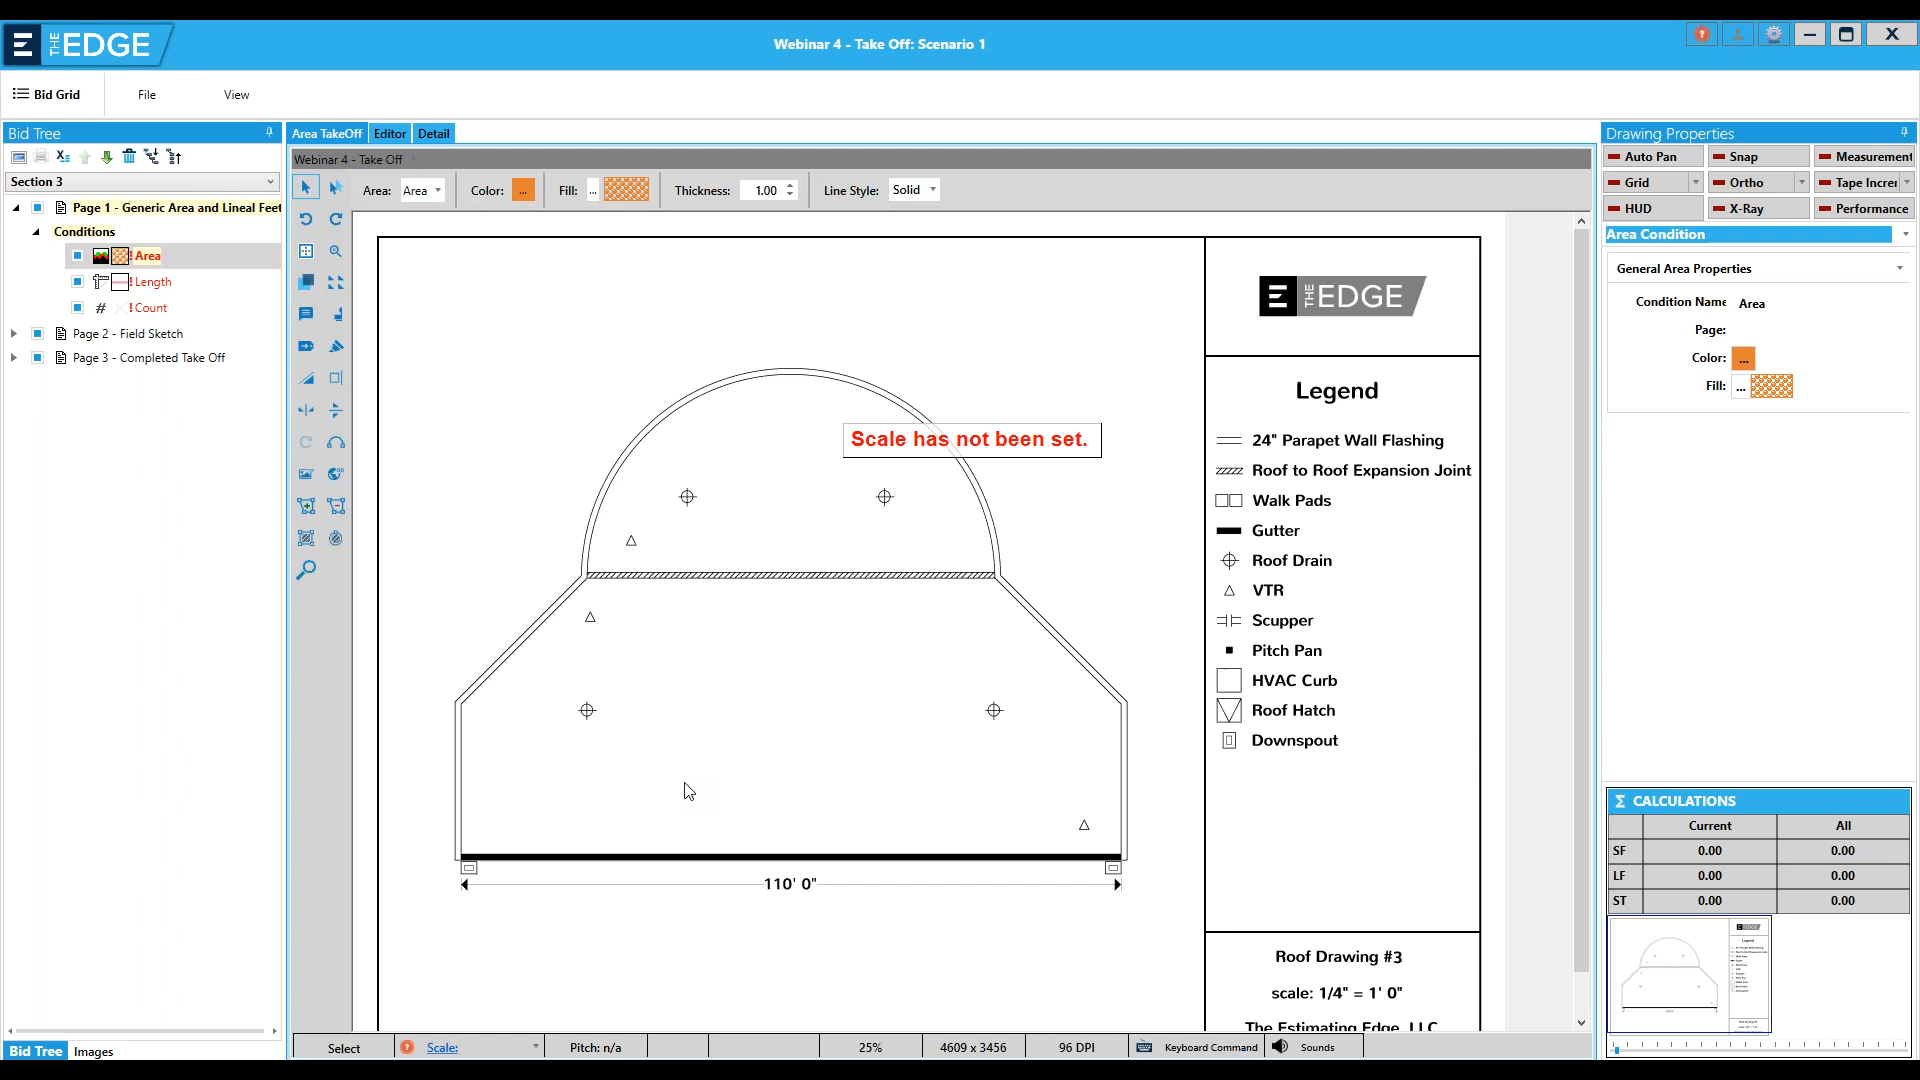 THE EDGE
Webinar 4 - Take Off: Scenario 1
Bid Grid
File
View
Bid Tree
Section 3
Page 1 - Generic Area and Lineal Feet
Conditions
! Area
! Length
# ! Count
Page 2 - Field Sketch
Page 3 - Completed Take Off
Bid Tree
Images
Area TakeOff
Editor
Detail
Webinar 4 - Take Off
Area: Area
Color: ...
Fill: ...
Thickness: 1.00
Line Style: Solid
Scale has not been set.
110' 0"
THE EDGE
Legend
24" Parapet Wall Flashing
Roof to Roof Expansion Joint
Walk Pads
Gutter
Roof Drain
VTR
Scupper
Pitch Pan
HVAC Curb
Roof Hatch
Downspout
Roof Drawing #3
scale: 1/4" = 1' 0"
The Estimating Edge, LLC
Select
Scale:
Pitch: n/a
25%
4609 x 3456
96 DPI
Keyboard Command
Sounds
Drawing Properties
Auto Pan
Snap
Measurement
Grid
Ortho
Tape Increm
HUD
X-Ray
Performance
Area Condition
General Area Properties
Condition Name Area
Page:
Color: ...
Fill: ...
Σ CALCULATIONS
Current All
SF 0.00 0.00
LF 0.00 0.00
ST 0.00 0.00